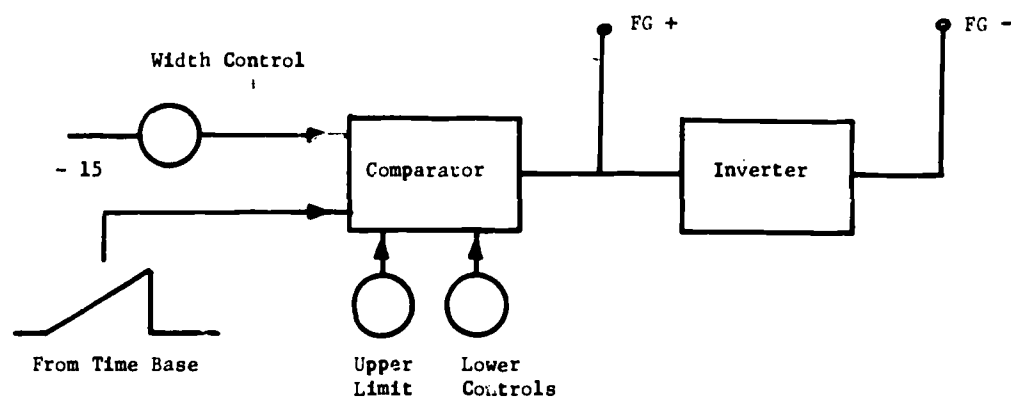 FG +
FG -
Width Control
- 15
Comparator
Inverter
From Time Base
Upper
Limit
Lower
Controls